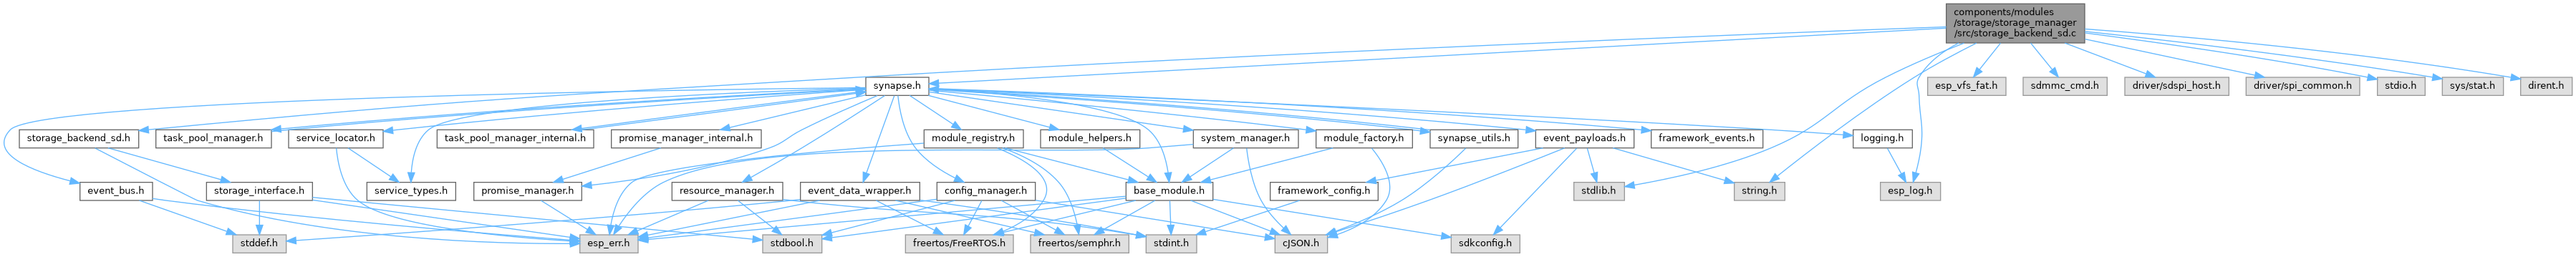 components/modules
/storage/storage_manager
/src/storage_backend_sd.c
synapse.h
esp_vfs_fat.h
sdmmc_cmd.h
driver/sdspi_host.h
driver/spi_common.h
stdio.h
sys/stat.h
dirent.h
storage_backend_sd.h
task_pool_manager.h
service_locator.h
task_pool_manager_internal.h
promise_manager_internal.h
module_registry.h
module_helpers.h
system_manager.h
module_factory.h
synapse_utils.h
event_payloads.h
framework_events.h
logging.h
event_bus.h
storage_interface.h
service_types.h
promise_manager.h
resource_manager.h
event_data_wrapper.h
config_manager.h
base_module.h
framework_config.h
stdlib.h
string.h
esp_log.h
stddef.h
esp_err.h
stdbool.h
freertos/FreeRTOS.h
freertos/semphr.h
stdint.h
cJSON.h
sdkconfig.h